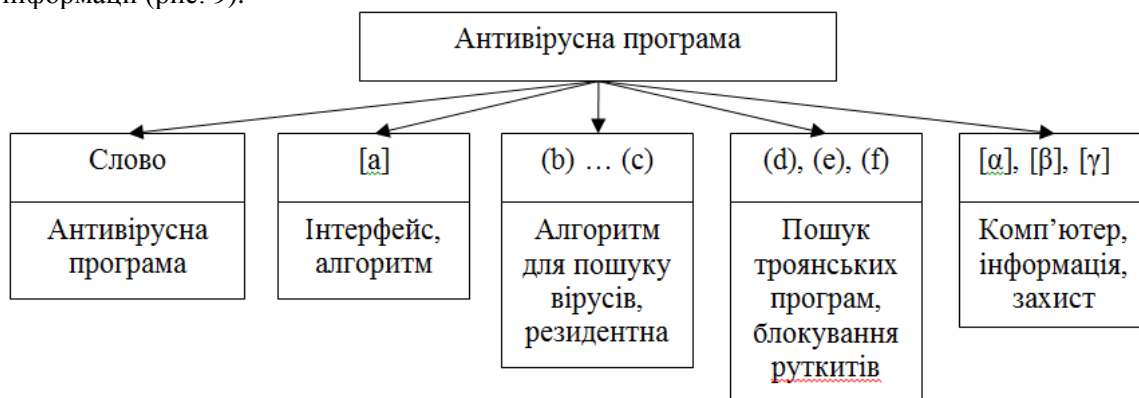 інформації (рис. 9).
Антивірусна програма
Слово
Антивірусна
програма
[a]
Інтерфейс,
алгоритм
(b) … (c)
Алгоритм
для пошуку
вірусів,
резидентна
(d), (e), (f)
Пошук
троянських
програм,
блокування
руткитів
[α], [β], [γ]
Комп’ютер,
інформація,
захист